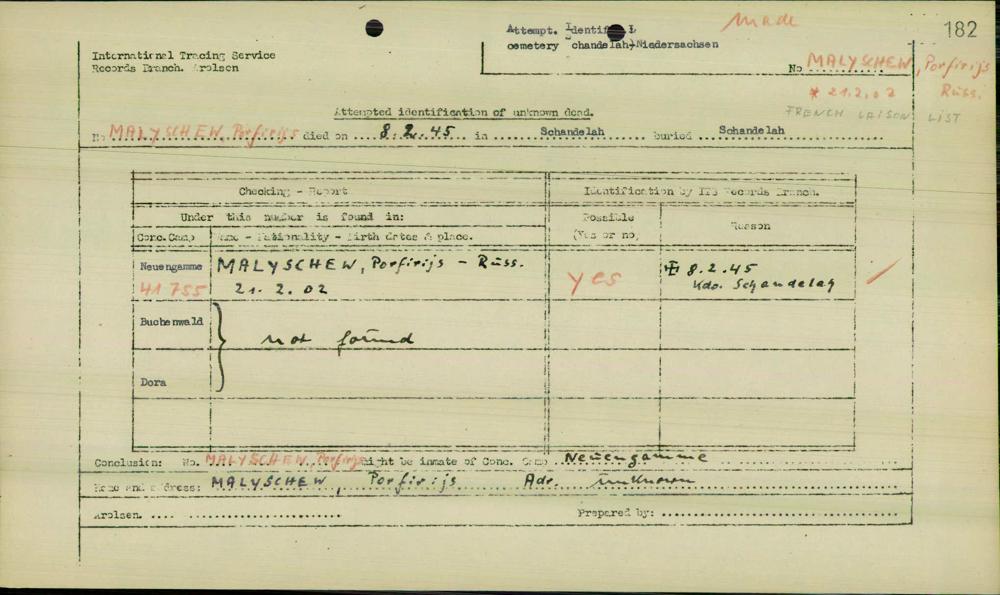 Made
182
Attempt. Identif. I
cemetery Schandelah, Niedersachsen
International Tracing Service
Records Branch. Arolsen
No MALYSCHEW, Porfirijs
* 21.2.02 Russ.
FRENCH LAISON LIST
Attempted identification of unknown dead.
No MALYSCHEW, Porfirijs died on 8.2.45 in Schandelah buried Schandelah
Checking - Report
Identification by ITS Records Branch.
Under this number is found in:
Possible
(Yes or no)
Reason
Conc. Camp
Name - Nationality - Birth dates & place.
Neuengamme
41755
MALYSCHEW, Porfirijs - Russ.
21. 2. 02
yes
8.2.45
Kdo. Schandelah
Buchenwald
not found
Dora
Conclusion: No. MALYSCHEW, Porfirijs might be inmate of Conc. Camp Neuengamme
Name and address: MALYSCHEW, Porfirijs Adr. unknown
Arolsen.
Prepared by: